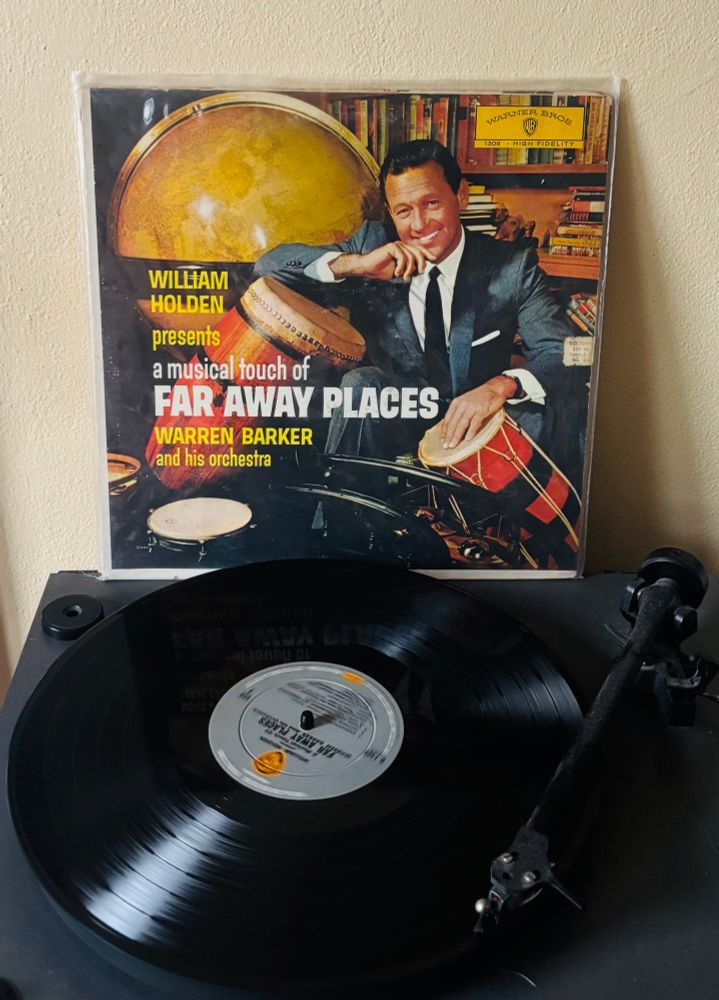 WARNER BROS
WB
1308 - HIGH FIDELITY
WILLIAM
HOLDEN
presents
a musical touch of
FAR AWAY PLACES
WARREN BARKER
and his orchestra
FAR AWAY PLACES